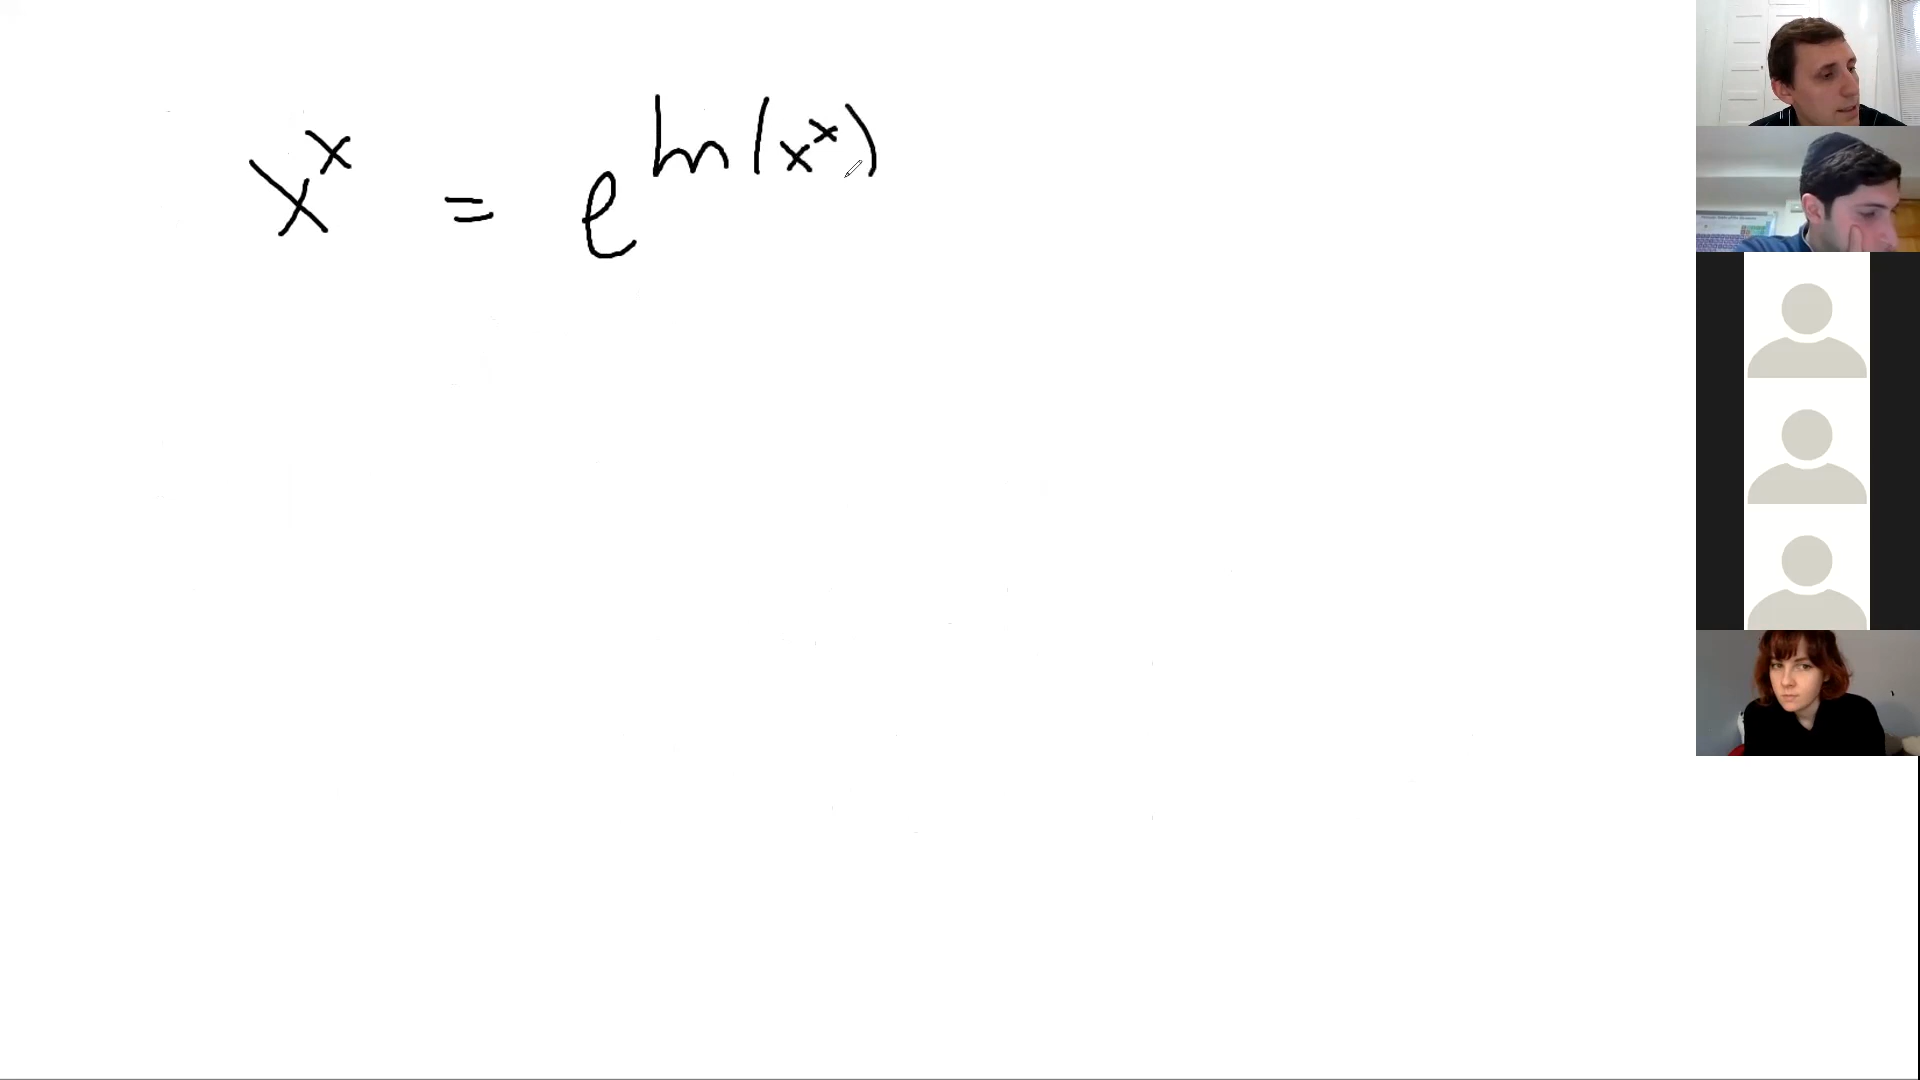 x^x = e^ln(x^x)